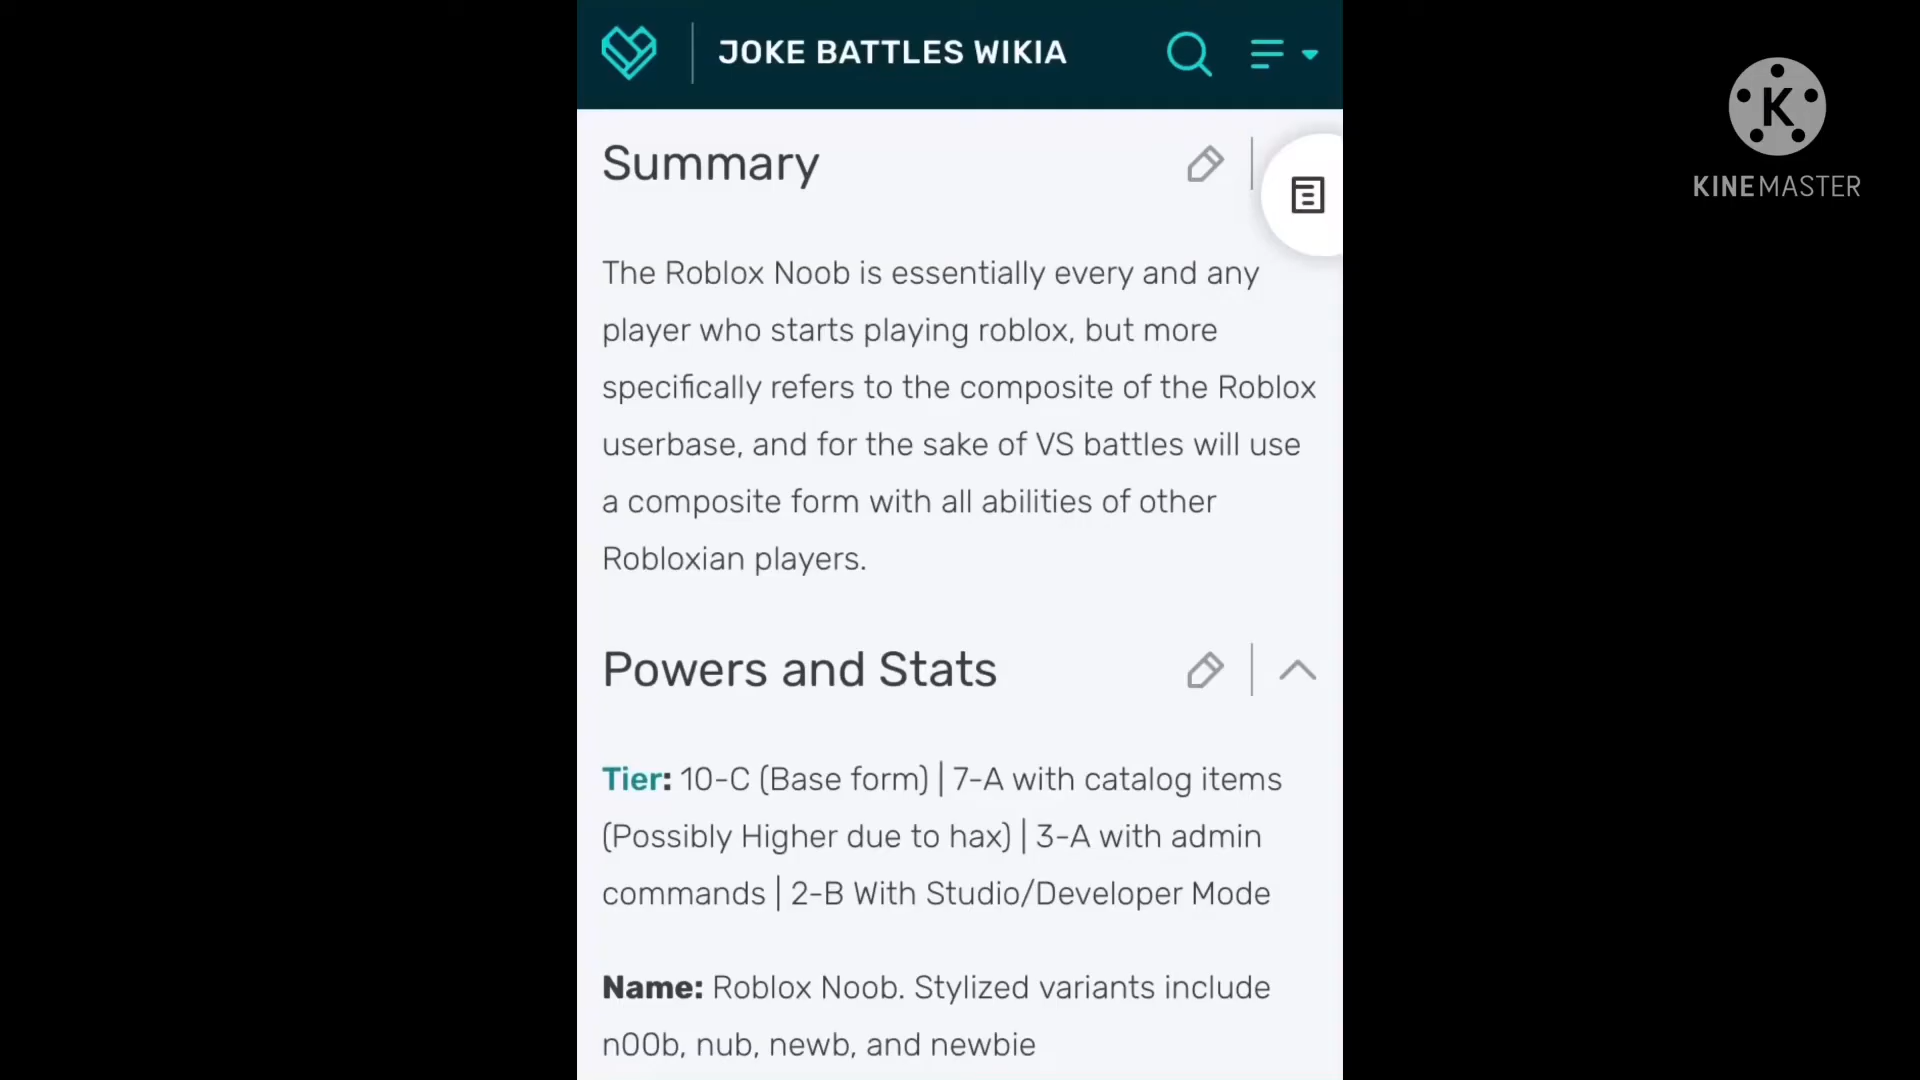 JOKE BATTLES WIKIA
K
KINEMASTER
Summary
The Roblox Noob is essentially every and any
player who starts playing roblox, but more
specifically refers to the composite of the Roblox
userbase, and for the sake of VS battles will use
a composite form with all abilities of other
Robloxian players.
Powers and Stats
Tier: 10-C (Base form) | 7-A with catalog items
(Possibly Higher due to hax) | 3-A with admin
commands | 2-B With Studio/Developer Mode
Name: Roblox Noob. Stylized variants include
n00b, nub, newb, and newbie